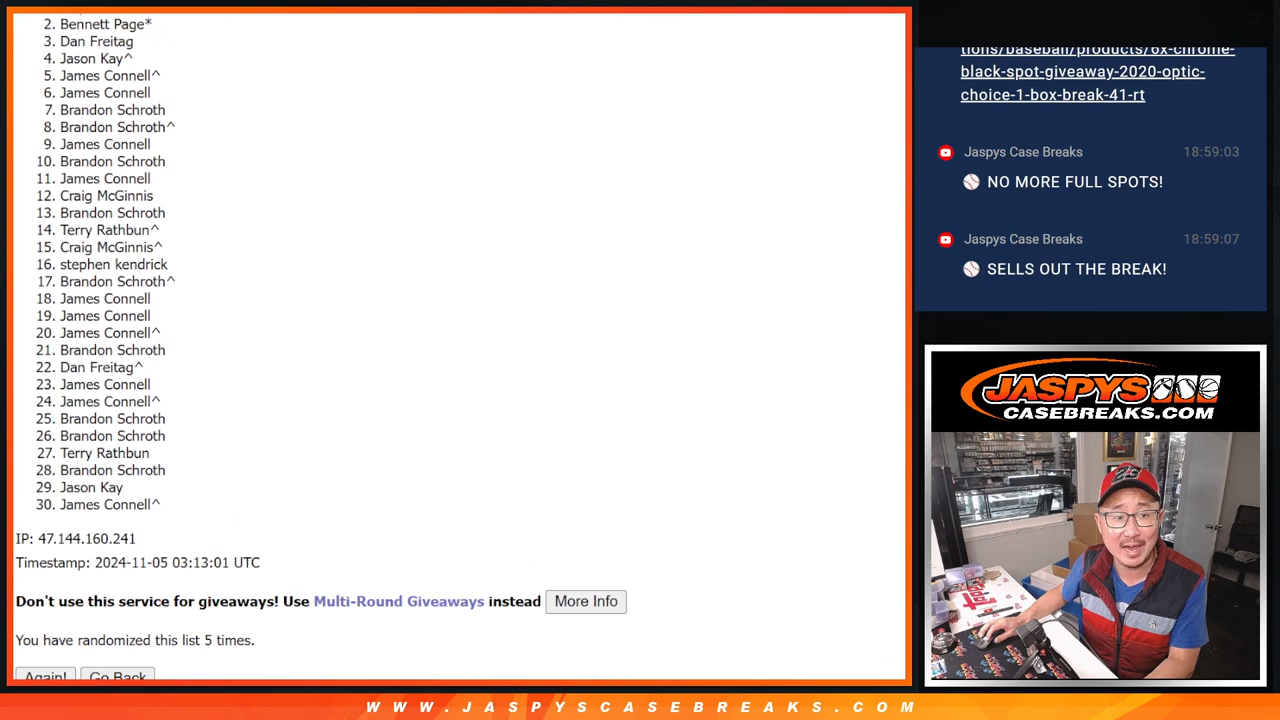 2. Bennett Page*
3. Dan Freitag
4. Jason Kay^
5. James Connell^
6. James Connell
7. Brandon Schroth
8. Brandon Schroth^
9. James Connell
10. Brandon Schroth
11. James Connell
12. Craig McGinnis
13. Brandon Schroth
14. Terry Rathbun^
15. Craig McGinnis^
16. stephen kendrick
17. Brandon Schroth^
18. James Connell
19. James Connell
20. James Connell^
21. Brandon Schroth
22. Dan Freitag^
23. James Connell
24. James Connell^
25. Brandon Schroth
26. Brandon Schroth
27. Terry Rathbun
28. Brandon Schroth
29. Jason Kay
30. James Connell^
IP: 47.144.160.241
Timestamp: 2024-11-05 03:13:01 UTC
Don't use this service for giveaways! Use Multi-Round Giveaways instead More Info
You have randomized this list 5 times.
Again! Go Back
tions/baseball/products/6x-chrome-
black-spot-giveaway-2020-optic-
choice-1-box-break-41-rt
Jaspys Case Breaks 18:59:03
NO MORE FULL SPOTS!
Jaspys Case Breaks 18:59:07
SELLS OUT THE BREAK!
JASPYS
CASEBREAKS.COM
23
WWW.JASPYSCASEBREAKS.COM